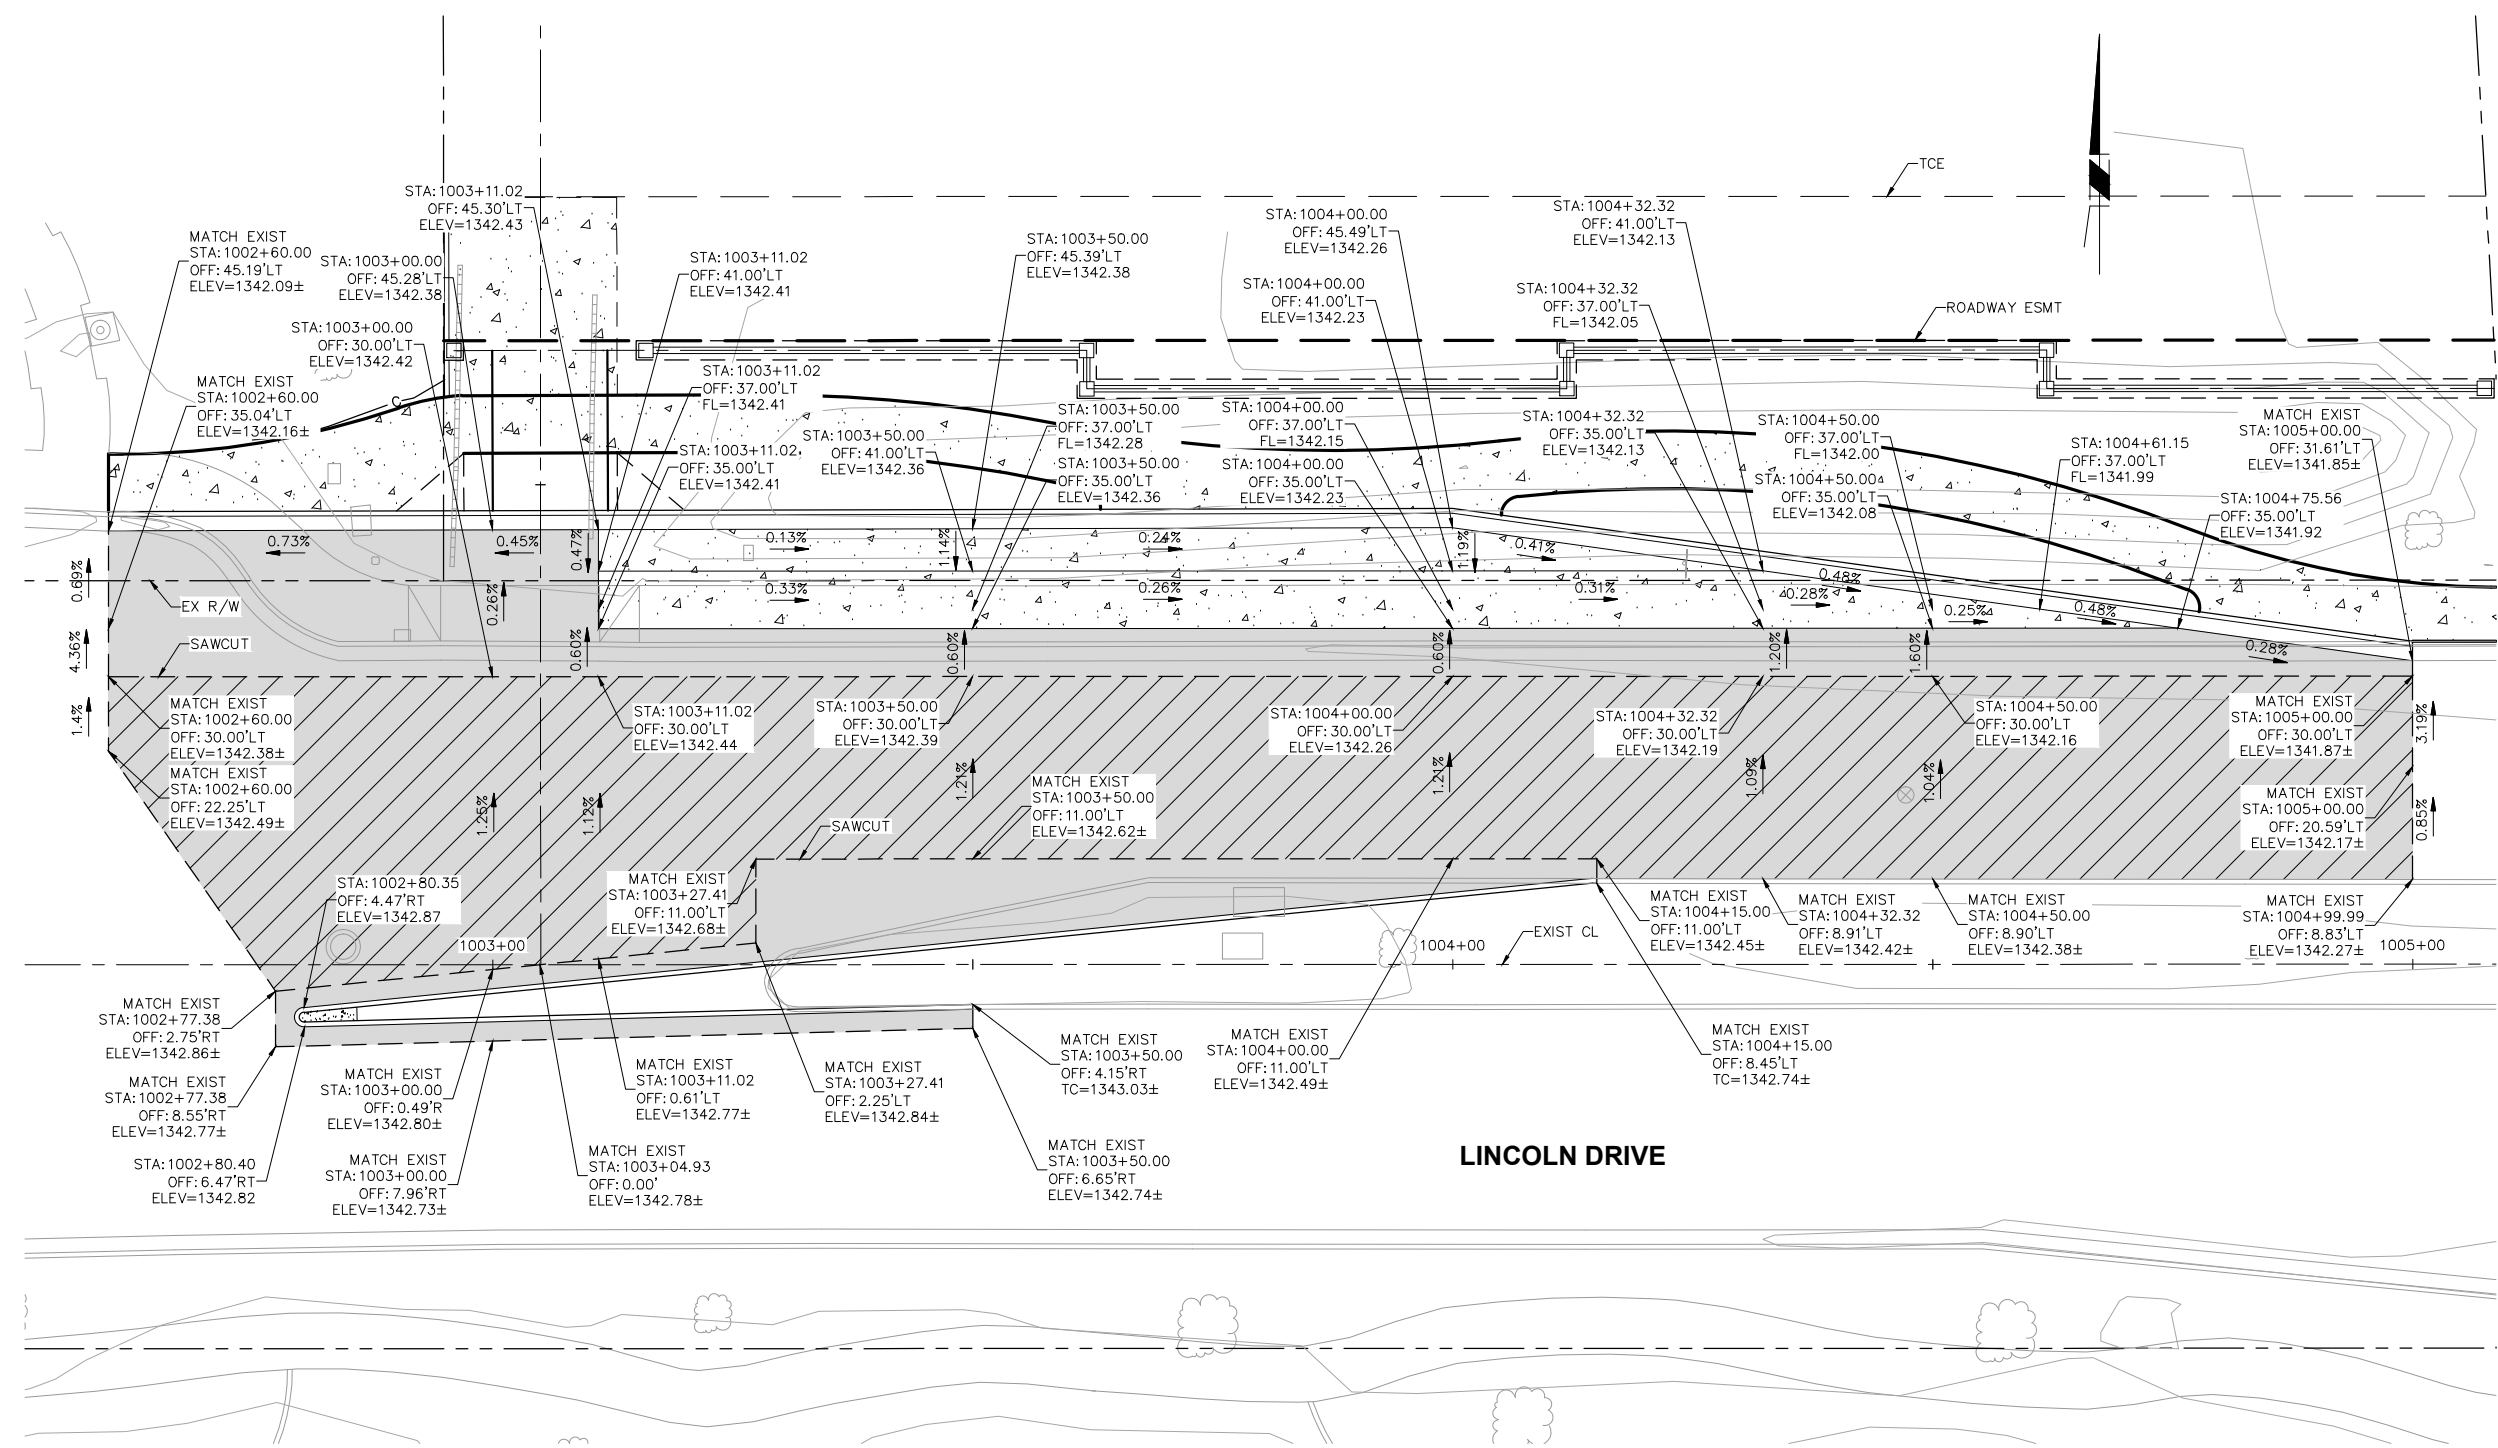 TCE
STA:1003+11.02
OFF:45.30'LT
ELEV=1342.43
MATCH EXIST
STA:1002+60.00
OFF:45.19'LT
ELEV=1342.09±
STA:1003+00.00
OFF:45.28'LT
ELEV=1342.38
STA:1003+11.02
OFF:41.00'LT
ELEV=1342.41
STA:1003+50.00
OFF:45.39'LT
ELEV=1342.38
STA:1004+00.00
OFF:45.49'LT
ELEV=1342.26
STA:1004+32.32
OFF:41.00'LT
ELEV=1342.13
STA:1004+00.00
OFF:41.00'LT
ELEV=1342.23
STA:1004+32.32
OFF:37.00'LT
FL=1342.05
ROADWAY ESMT
STA:1003+00.00
OFF:30.00'LT
ELEV=1342.42
MATCH EXIST
STA:1002+60.00
OFF:35.04'LT
ELEV=1342.16±
C
STA:1003+11.02
OFF:37.00'LT
FL=1342.41
STA:1003+11.02
OFF:35.00'LT
ELEV=1342.41
STA:1003+50.00
OFF:41.00'LT
ELEV=1342.36
STA:1003+50.00
OFF:37.00'LT
FL=1342.28
STA:1003+50.00
OFF:35.00'LT
ELEV=1342.36
STA:1004+00.00
OFF:37.00'LT
FL=1342.15
STA:1004+00.00
OFF:35.00'LT
ELEV=1342.23
STA:1004+32.32
OFF:35.00'LT
ELEV=1342.13
STA:1004+50.00
OFF:37.00'LT
FL=1342.00
STA:1004+50.00
OFF:35.00'LT
ELEV=1342.08
STA:1004+61.15
OFF:37.00'LT
FL=1341.99
MATCH EXIST
STA:1005+00.00
OFF:31.61'LT
ELEV=1341.85±
STA:1004+75.56
OFF:35.00'LT
ELEV=1341.92
0.73%
0.45%
0.47%
0.13%
1.14%
0.24%
1.19%
0.41%
0.48%
0.69%
EX R/W
0.26%
0.33%
0.26%
0.31%
0.28%
0.25%
0.48%
4.36%
SAWCUT
0.60%
0.60%
0.60%
1.20%
1.60%
0.28%
1.4%
MATCH EXIST
STA:1002+60.00
OFF:30.00'LT
ELEV=1342.38±
MATCH EXIST
STA:1002+60.00
OFF:22.25'LT
ELEV=1342.49±
STA:1003+11.02
OFF:30.00'LT
ELEV=1342.44
STA:1003+50.00
OFF:30.00'LT
ELEV=1342.39
STA:1004+00.00
OFF:30.00'LT
ELEV=1342.26
STA:1004+32.32
OFF:30.00'LT
ELEV=1342.19
STA:1004+50.00
OFF:30.00'LT
ELEV=1342.16
MATCH EXIST
STA:1005+00.00
OFF:30.00'LT
ELEV=1341.87±
3.19%
1.25%
1.12%
1.21%
1.21%
1.09%
1.04%
0.85%
MATCH EXIST
STA:1003+50.00
OFF:11.00'LT
ELEV=1342.62±
SAWCUT
MATCH EXIST
STA:1005+00.00
OFF:20.59'LT
ELEV=1342.17±
STA:1002+80.35
OFF:4.47'RT
ELEV=1342.87
MATCH EXIST
STA:1003+27.41
OFF:11.00'LT
ELEV=1342.68±
MATCH EXIST
STA:1004+15.00
OFF:11.00'LT
ELEV=1342.45±
MATCH EXIST
STA:1004+32.32
OFF:8.91'LT
ELEV=1342.42±
MATCH EXIST
STA:1004+50.00
OFF:8.90'LT
ELEV=1342.38±
MATCH EXIST
STA:1004+99.99
OFF:8.83'LT
ELEV=1342.27±
1003+00
1004+00
EXIST CL
1005+00
MATCH EXIST
STA:1002+77.38
OFF:2.75'RT
ELEV=1342.86±
MATCH EXIST
STA:1002+77.38
OFF:8.55'RT
ELEV=1342.77±
STA:1002+80.40
OFF:6.47'RT
ELEV=1342.82
MATCH EXIST
STA:1003+00.00
OFF:0.49'R
ELEV=1342.80±
MATCH EXIST
STA:1003+00.00
OFF:7.96'RT
ELEV=1342.73±
MATCH EXIST
STA:1003+11.02
OFF:0.61'LT
ELEV=1342.77±
MATCH EXIST
STA:1003+04.93
OFF:0.00'
ELEV=1342.78±
MATCH EXIST
STA:1003+27.41
OFF:2.25'LT
ELEV=1342.84±
MATCH EXIST
STA:1003+50.00
OFF:4.15'RT
TC=1343.03±
MATCH EXIST
STA:1003+50.00
OFF:6.65'RT
ELEV=1342.74±
MATCH EXIST
STA:1004+00.00
OFF:11.00'LT
ELEV=1342.49±
MATCH EXIST
STA:1004+15.00
OFF:8.45'LT
TC=1342.74±
LINCOLN DRIVE